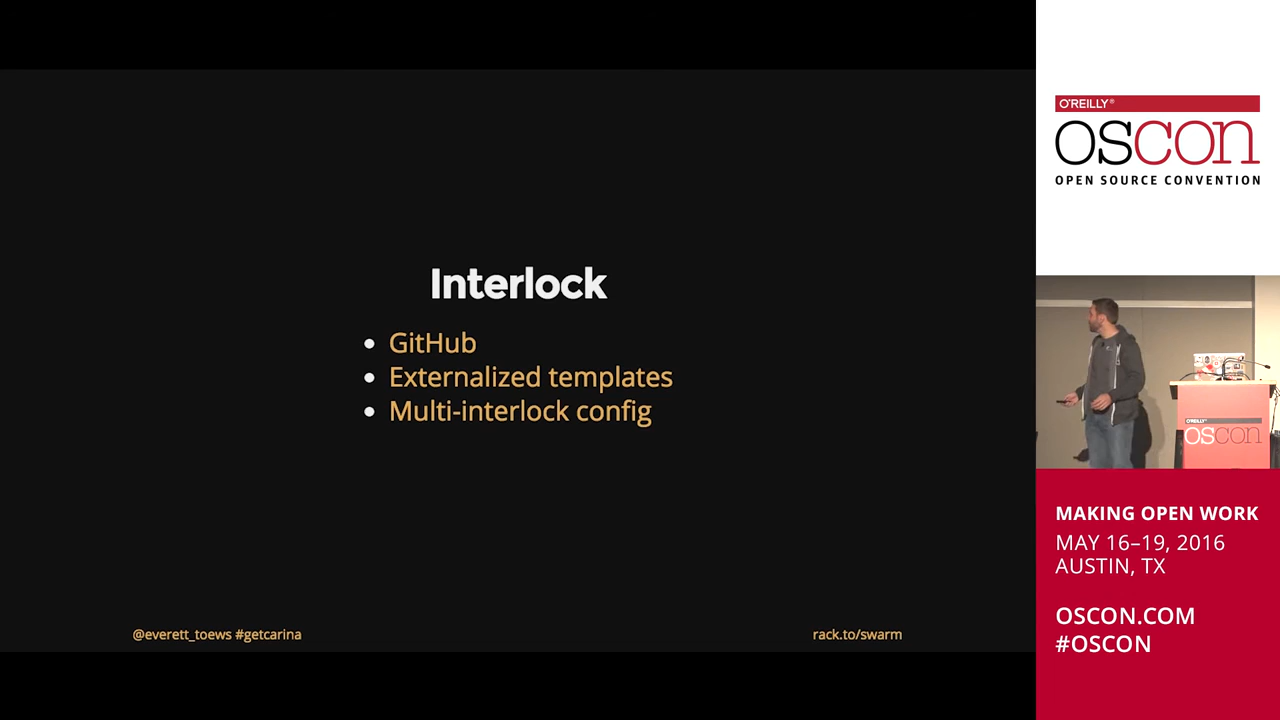 Interlock
GitHub
Externalized templates
Multi-interlock config
@everett_toews #getcarina
rack.to/swarm
O'REILLY®
OSCON
OPEN SOURCE CONVENTION
O'REILLY®
OSCON
MAKING OPEN WORK
MAY 16–19, 2016
AUSTIN, TX
OSCON.COM
#OSCON